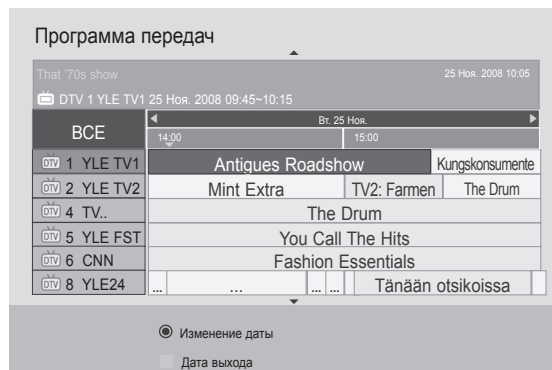 Программа передач
That '70s show 25 Ноя. 2008 10:05
DTV 1 YLE TV1 25 Ноя. 2008 09:45~10:15
ВСЕ
Вт. 25 Ноя.
14:00 15:00
DTV 1 YLE TV1 Antigues Roadshow Kungskonsumente
DTV 2 YLE TV2 Mint Extra TV2: Farmen The Drum
DTV 4 TV.. The Drum
DTV 5 YLE FST You Call The Hits
DTV 6 CNN Fashion Essentials
DTV 8 YLE24 ... ... ... ... Tänään otsikoissa
Изменение даты
Дата выхода